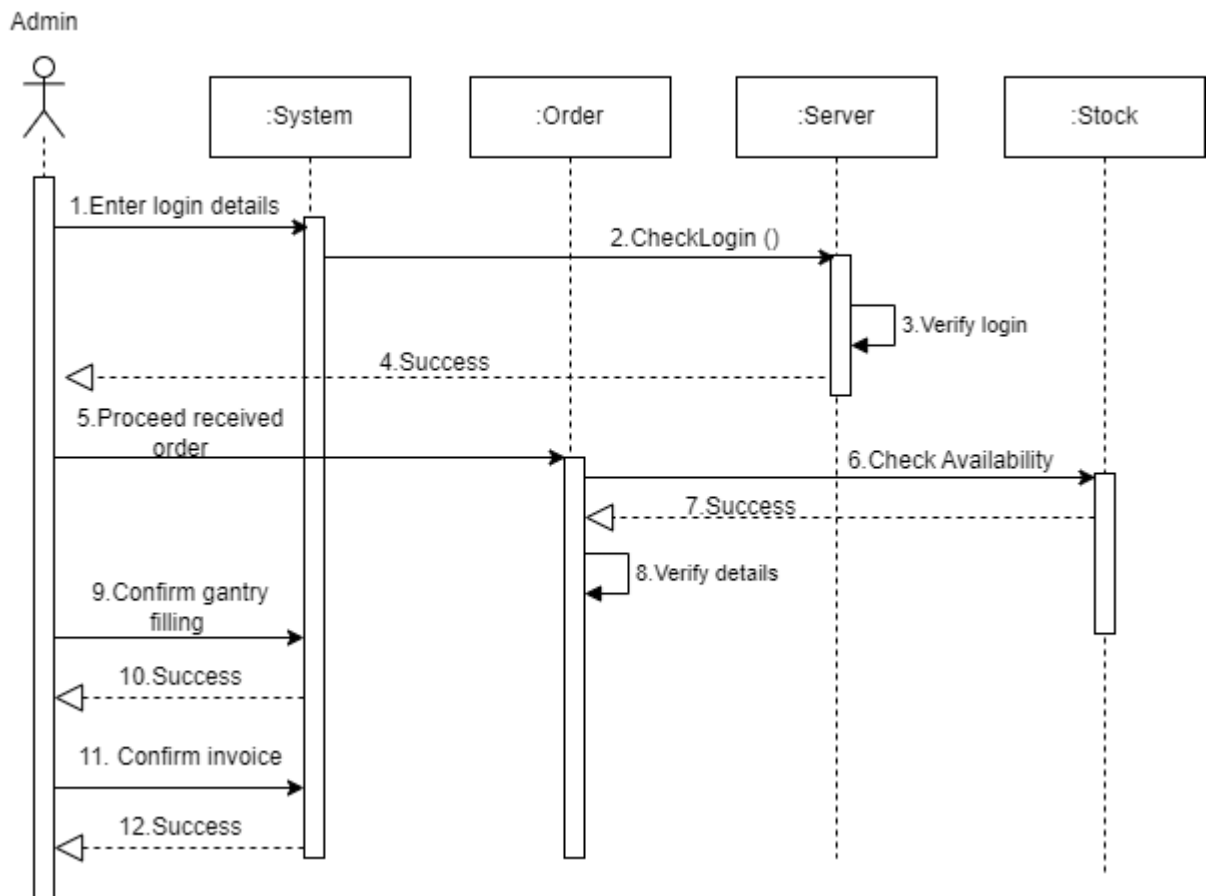 Admin
:System
:Order
:Server
:Stock
1.Enter login details
2.CheckLogin ()
3.Verify login
4.Success
5.Proceed received
order
6.Check Availability
7.Success
8.Verify details
9.Confirm gantry
filling
10.Success
11. Confirm invoice
12.Success